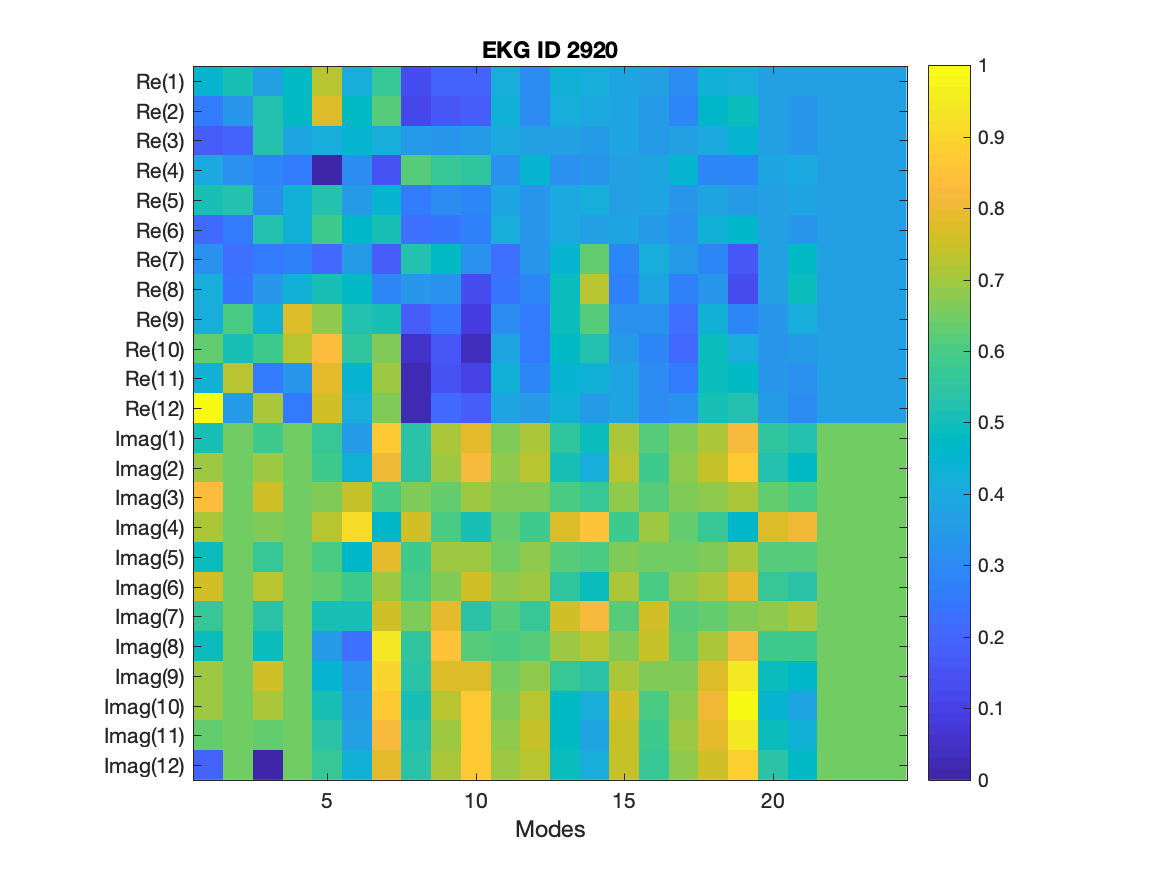 EKG ID 2920
Re(1)
Re(2)
Re(3)
Re(4)
Re(5)
Re(6)
Re(7)
Re(8)
Re(9)
Re(10)
Re(11)
Re(12)
Imag(1)
Imag(2)
Imag(3)
Imag(4)
Imag(5)
Imag(6)
Imag(7)
Imag(8)
Imag(9)
Imag(10)
Imag(11)
Imag(12)
5 10 15 20
Modes
1
0.9
0.8
0.7
0.6
0.5
0.4
0.3
0.2
0.1
0